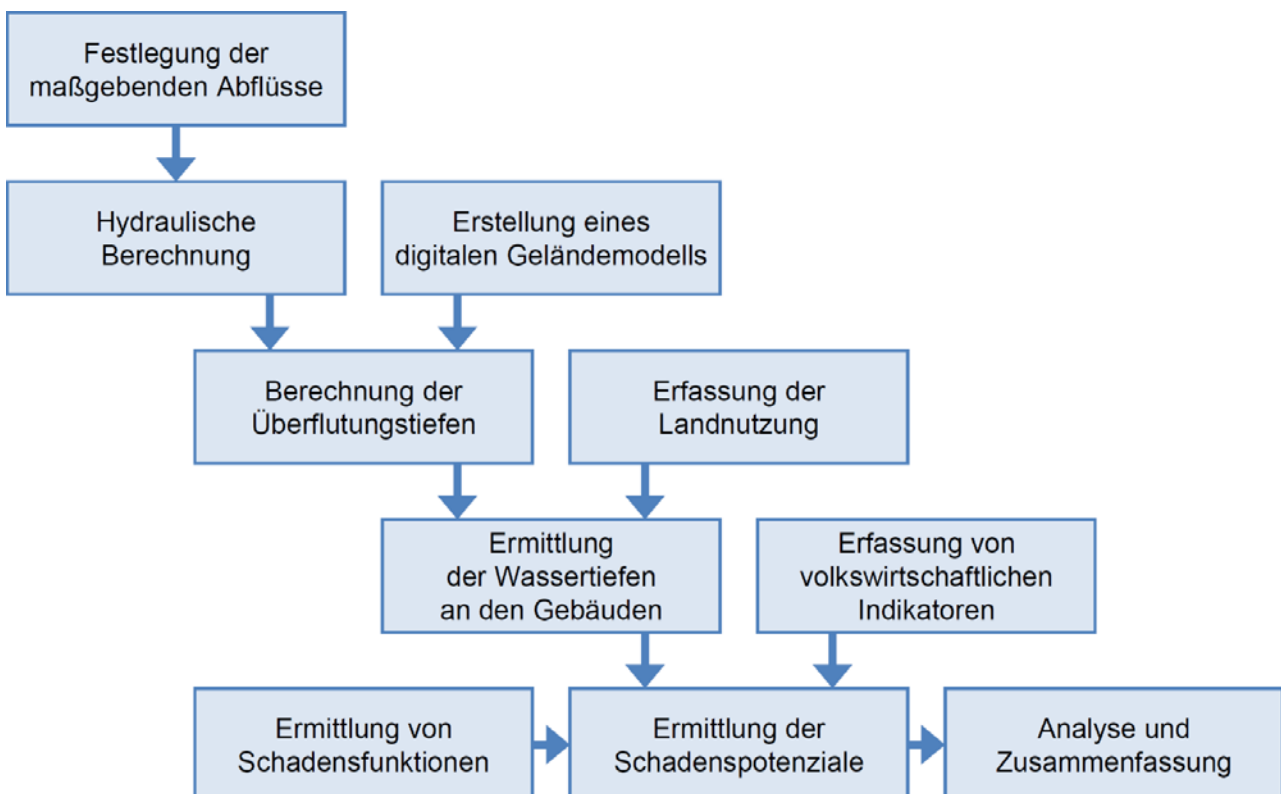 Festlegung der
maßgebenden Abflüsse
Hydraulische
Berechnung
Erstellung eines
digitalen Geländemodells
Berechnung der
Überflutungstiefen
Erfassung der
Landnutzung
Ermittlung
der Wassertiefen
an den Gebäuden
Erfassung von
volkswirtschaftlichen
Indikatoren
Ermittlung von
Schadensfunktionen
Ermittlung der
Schadenspotenziale
Analyse und
Zusammenfassung